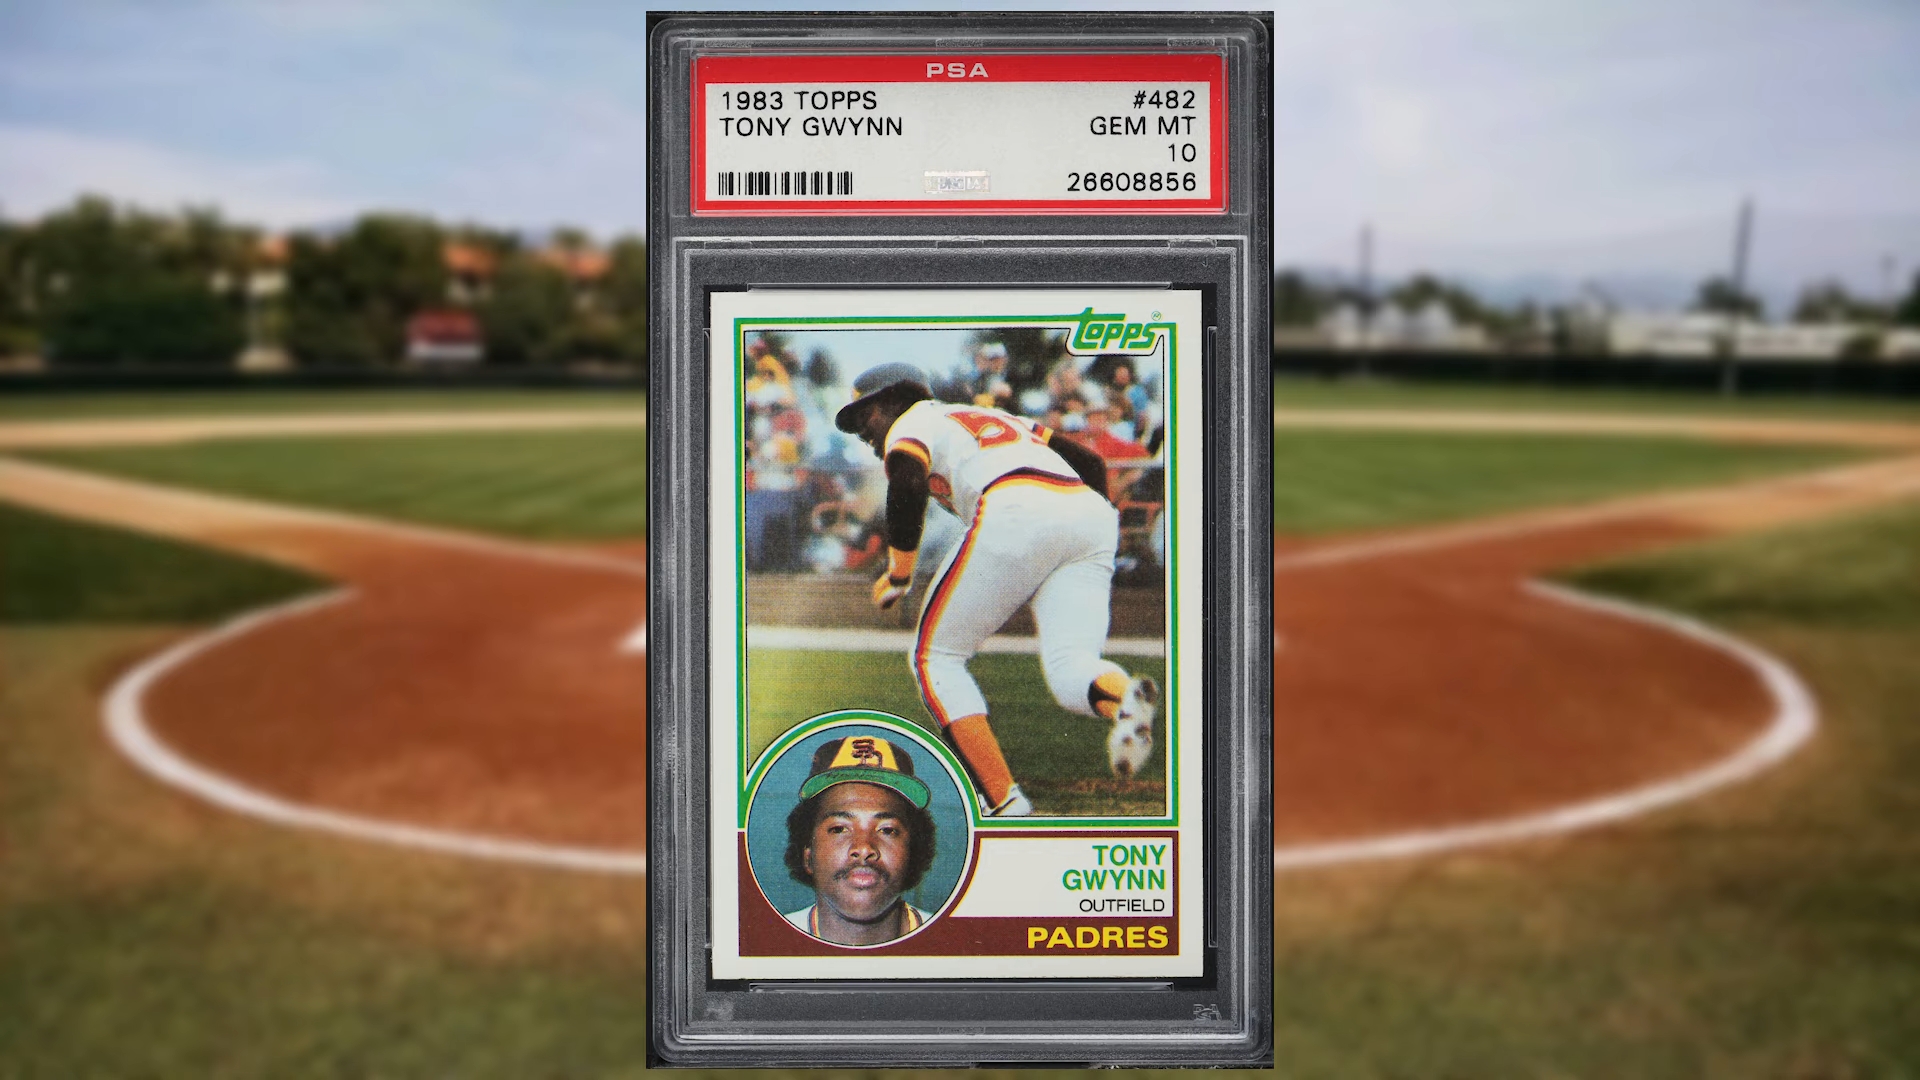 PSA
1983 TOPPS #482
TONY GWYNN GEM MT
10
26608856
Topps
TONY
GWYNN
OUTFIELD
PADRES